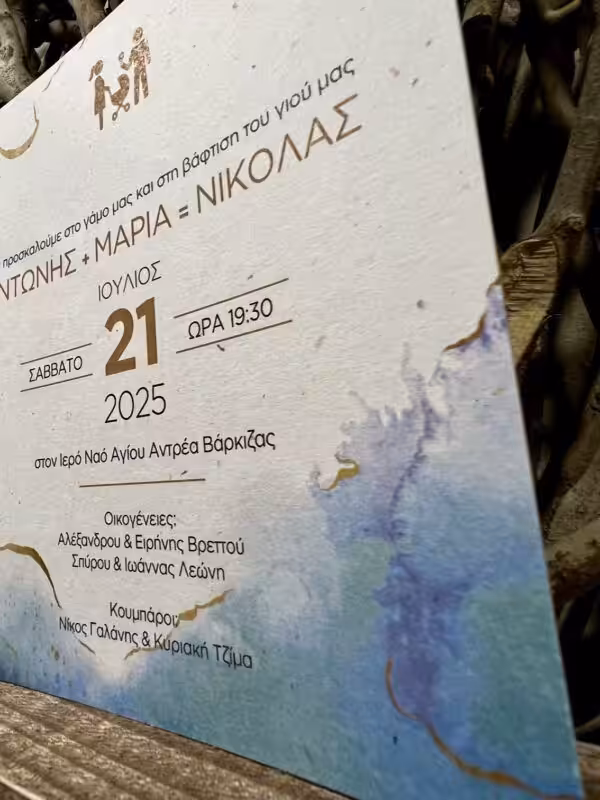 προσκαλούμε στο γάμο μας και στη βάφτιση του γιού μας
ΝΤΩΝΗΣ + ΜΑΡΙΑ = ΝΙΚΟΛΑΣ
ΙΟΥΛΙΟΣ
ΣΑΒΒΑΤΟ 21 ΩΡΑ 19:30
2025
στον Ιερό Ναό Αγίου Αντρέα Βάρκιζας
Οικογένειες;
Αλέξανδρου & Ειρήνης Βρεττού
Σπύρου & Ιωάννας Λεώνη
Κουμπάροι
Νίκος Γαλάνης & Κυριακή Τζίμα